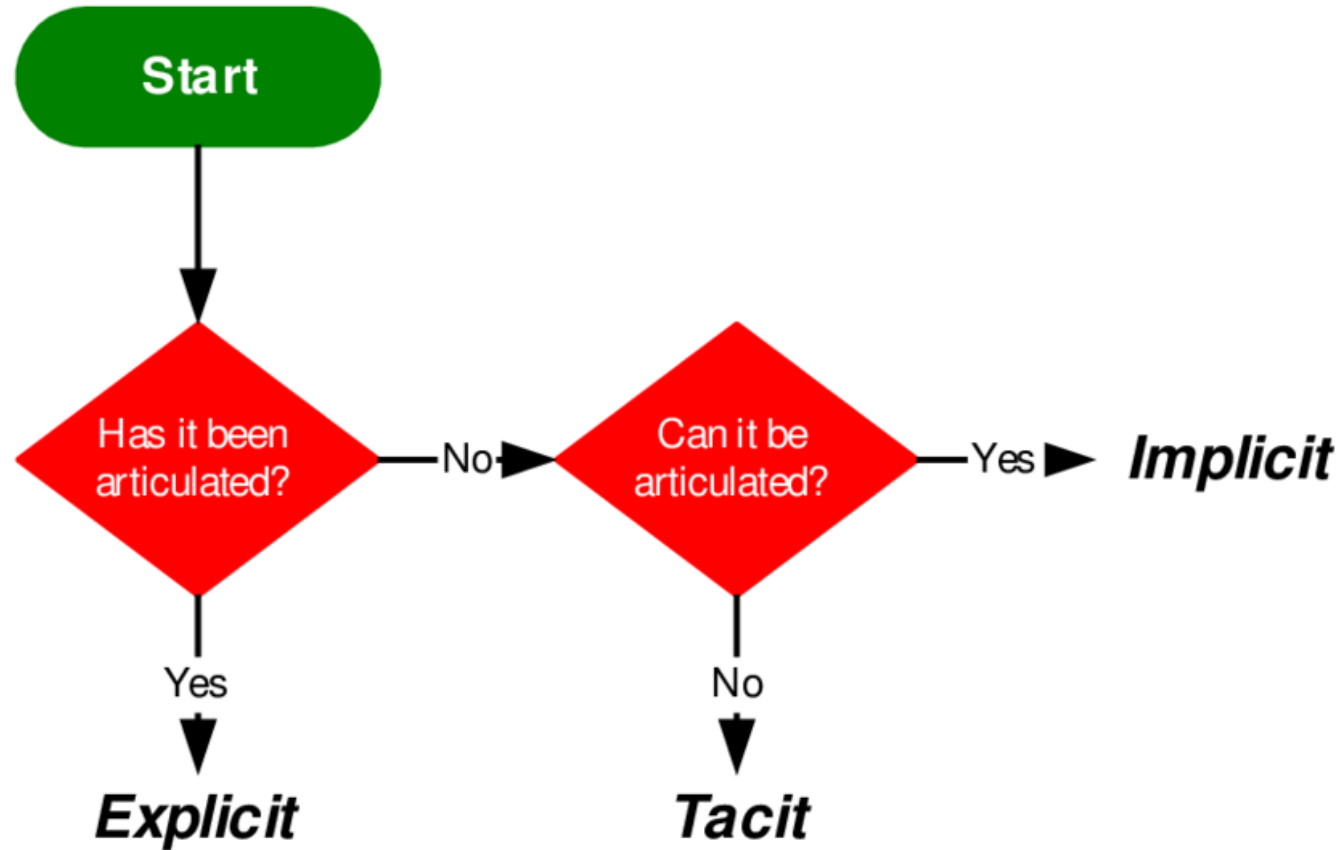 Start
Has it been
articulated?
No
Can it be
articulated?
Yes
Implicit
Yes
No
Explicit
Tacit